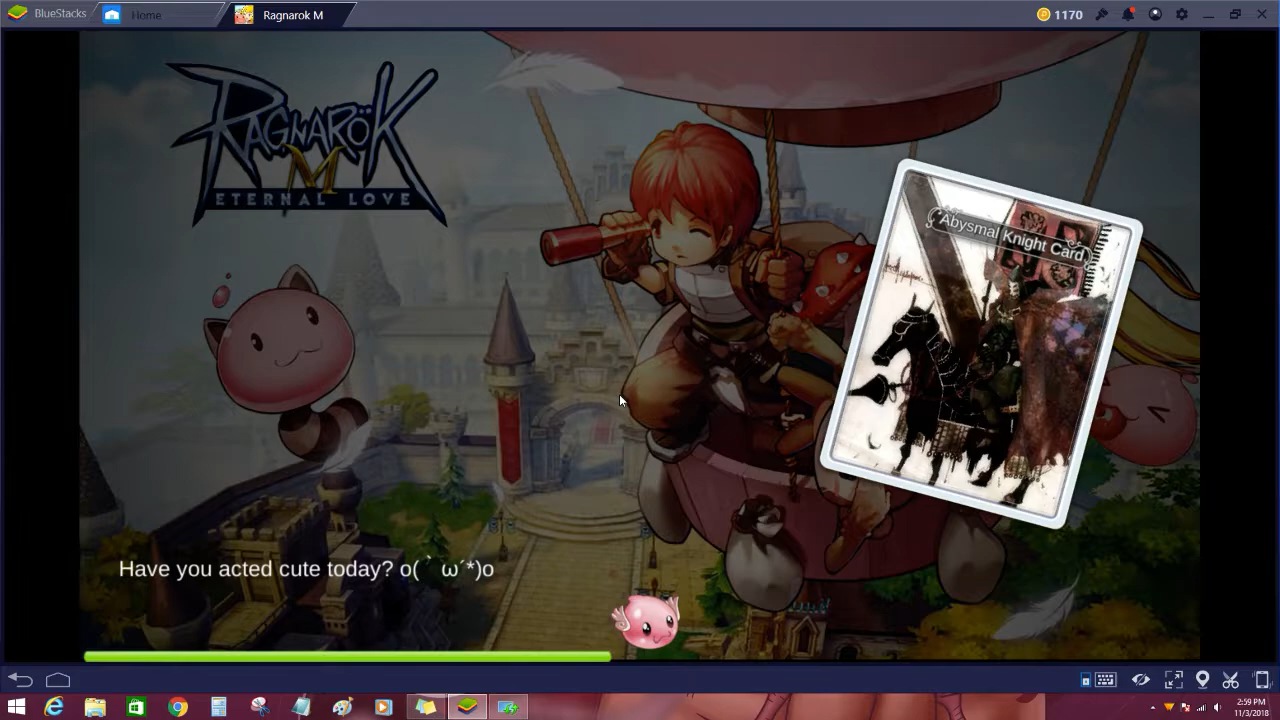 BlueStacks
Home
Ragnarok M
1170
RAGNARÖK
M
ETERNAL LOVE
Abysmal Knight Card
Have you acted cute today? o( ` ω´*)o
2:59 PM
11/3/2018